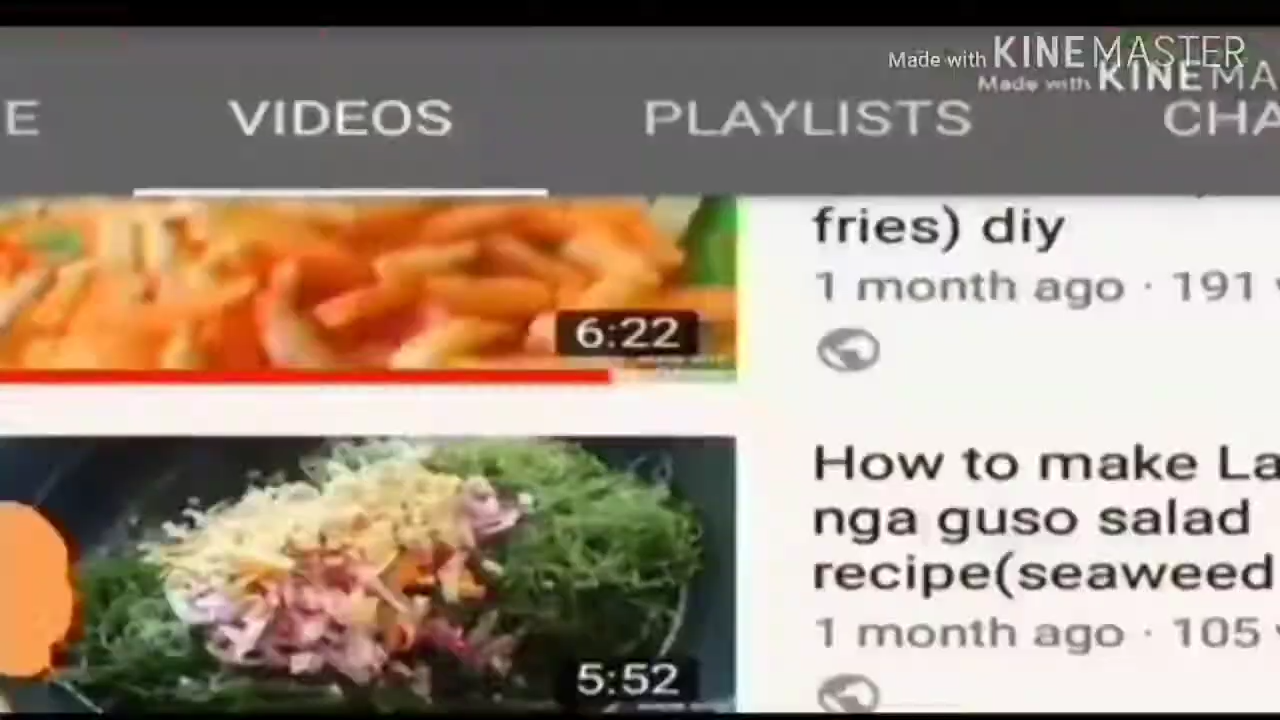 Made with KINEMASTER
Made with KINEMA
E VIDEOS PLAYLISTS CHA
fries) diy
1 month ago · 191
6:22
How to make La
nga guso salad
recipe(seaweed
1 month ago · 105
5:52